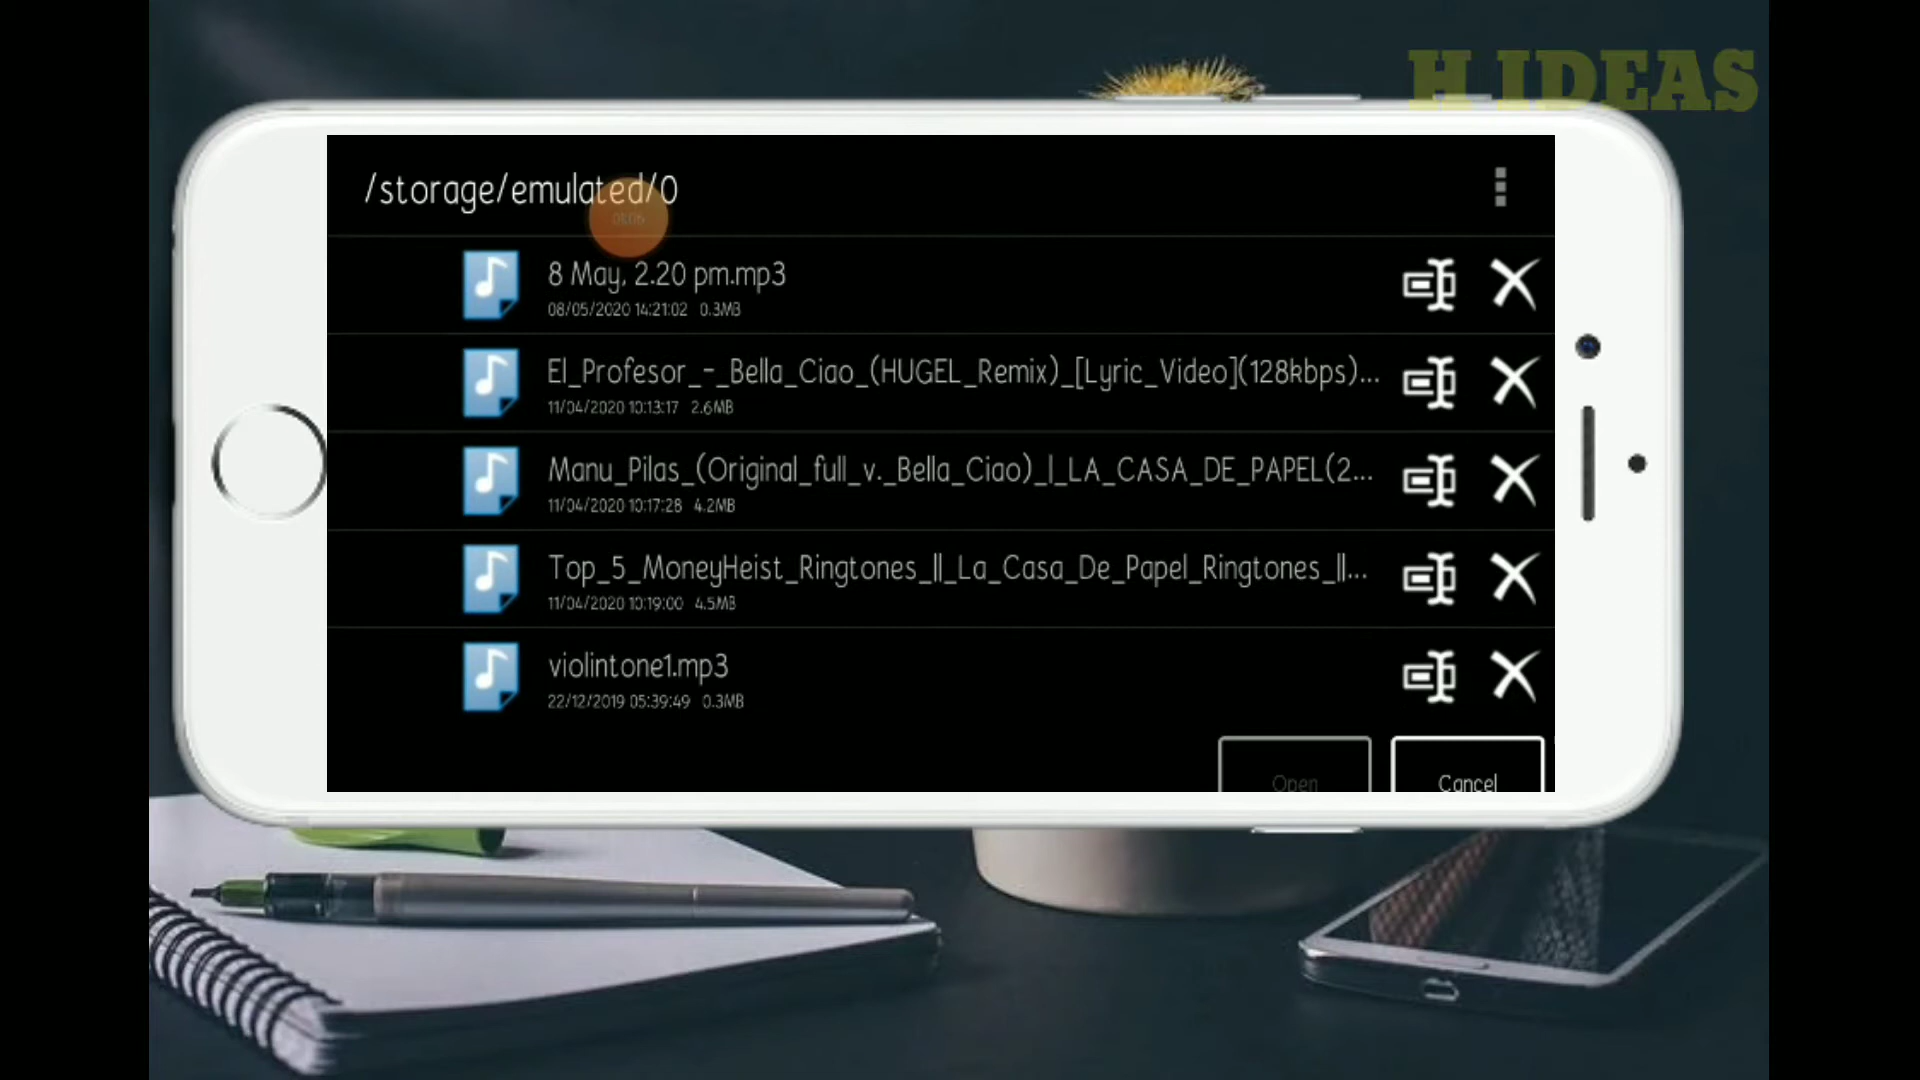 H IDEAS
/storage/emulated/0
8 May, 2.20 pm.mp3
08/05/2020 14:21:02 0.3MB
El_Profesor_-_Bella_Ciao_(HUGEL_Remix)_[Lyric_Video](128kbps)...
11/04/2020 10:13:17 2.6MB
Manu_Pilas_(Original_full_v._Bella_Ciao)_|_LA_CASA_DE_PAPEL(2...
11/04/2020 10:17:28 4.2MB
Top_5_MoneyHeist_Ringtones_||_La_Casa_De_Papel_Ringtones_||...
11/04/2020 10:19:00 4.5MB
violintone1.mp3
22/12/2019 05:39:49 0.3MB
Open Cancel